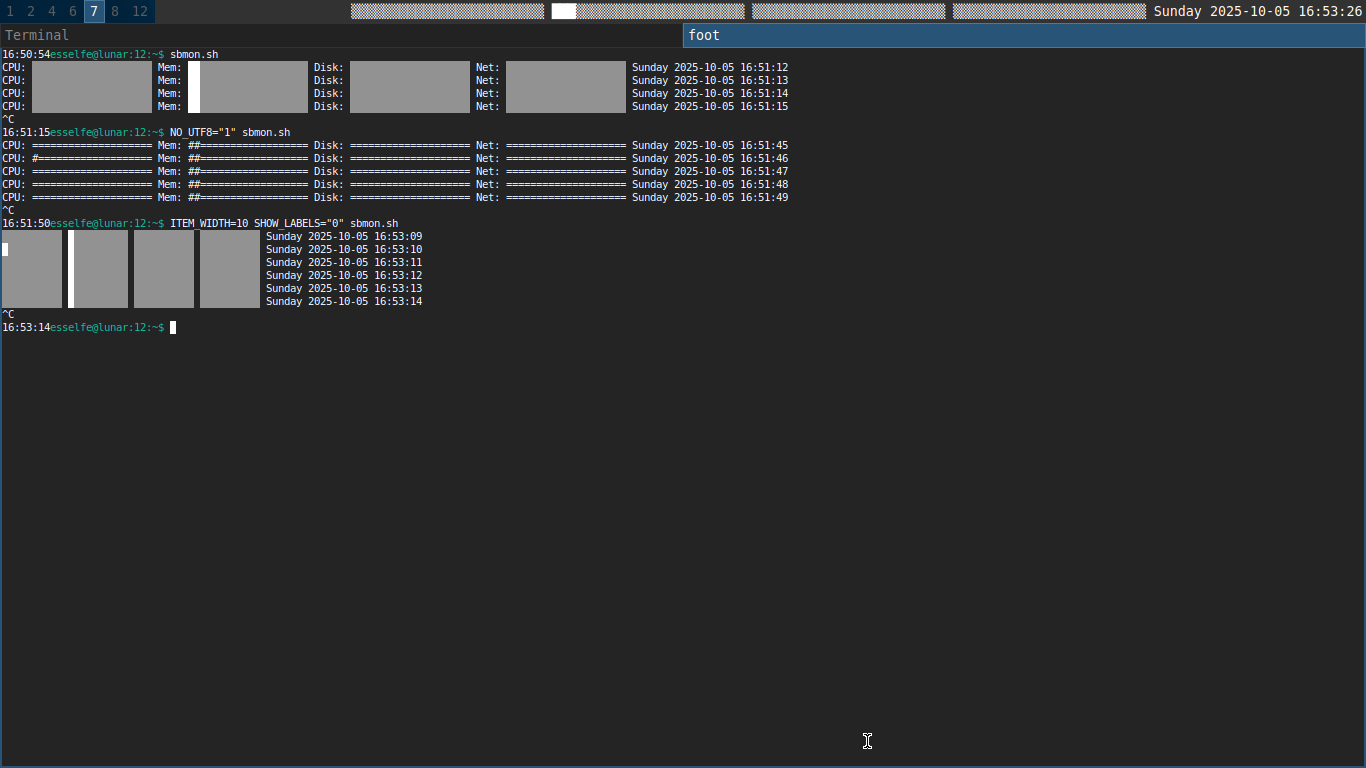 1 2 4 6 7 8 12 Sunday 2025-10-05 16:53:26
Terminal foot
16:50:54esselfe@lunar:12:~$ sbmon.sh
CPU: Mem: Disk: Net: Sunday 2025-10-05 16:51:12
CPU: Mem: Disk: Net: Sunday 2025-10-05 16:51:13
CPU: Mem: Disk: Net: Sunday 2025-10-05 16:51:14
CPU: Mem: Disk: Net: Sunday 2025-10-05 16:51:15
^C
16:51:15esselfe@lunar:12:~$ NO_UTF8="1" sbmon.sh
CPU: ==================== Mem: ##================== Disk: ==================== Net: ==================== Sunday 2025-10-05 16:51:45
CPU: #=================== Mem: ##================== Disk: ==================== Net: ==================== Sunday 2025-10-05 16:51:46
CPU: ==================== Mem: ##================== Disk: ==================== Net: ==================== Sunday 2025-10-05 16:51:47
CPU: ==================== Mem: ##================== Disk: ==================== Net: ==================== Sunday 2025-10-05 16:51:48
CPU: ==================== Mem: ##================== Disk: ==================== Net: ==================== Sunday 2025-10-05 16:51:49
^C
16:51:50esselfe@lunar:12:~$ ITEM_WIDTH=10 SHOW_LABELS="0" sbmon.sh
Sunday 2025-10-05 16:53:09
Sunday 2025-10-05 16:53:10
Sunday 2025-10-05 16:53:11
Sunday 2025-10-05 16:53:12
Sunday 2025-10-05 16:53:13
Sunday 2025-10-05 16:53:14
^C
16:53:14esselfe@lunar:12:~$